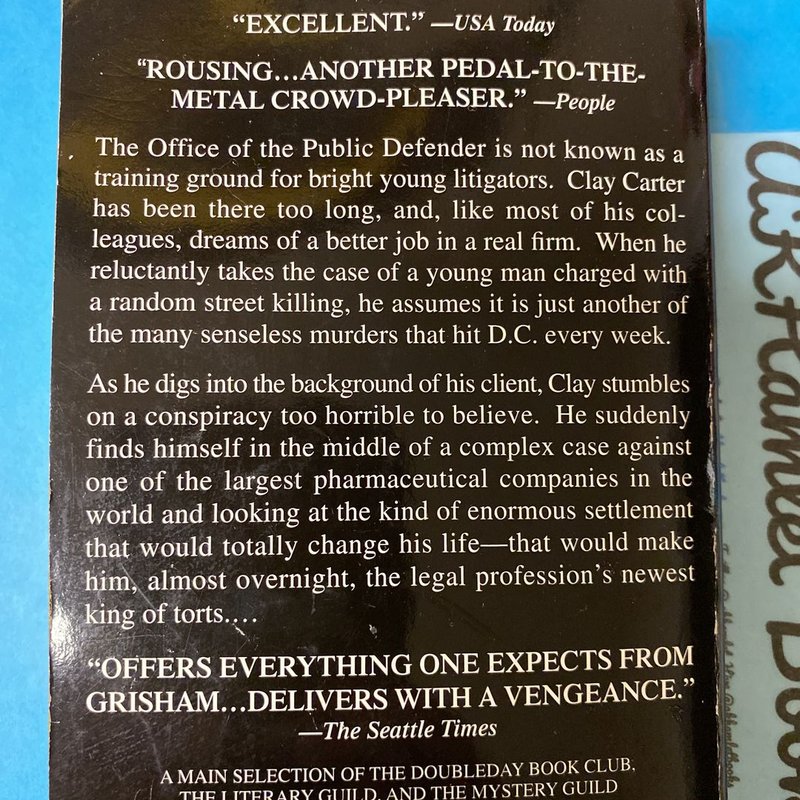 “EXCELLENT.” —USA Today
“ROUSING...ANOTHER PEDAL-TO-THE-
METAL CROWD-PLEASER.” —People
The Office of the Public Defender is not known as a
training ground for bright young litigators. Clay Carter
has been there too long, and, like most of his col-
leagues, dreams of a better job in a real firm. When he
reluctantly takes the case of a young man charged with
a random street killing, he assumes it is just another of
the many senseless murders that hit D.C. every week.
As he digs into the background of his client, Clay stumbles
on a conspiracy too horrible to believe. He suddenly
finds himself in the middle of a complex case against
one of the largest pharmaceutical companies in the
world and looking at the kind of enormous settlement
that would totally change his life—that would make
him, almost overnight, the legal profession’s newest
king of torts....
“OFFERS EVERYTHING ONE EXPECTS FROM
GRISHAM...DELIVERS WITH A VENGEANCE.”
—The Seattle Times
A MAIN SELECTION OF THE DOUBLEDAY BOOK CLUB,
THE LITERARY GUILD, AND THE MYSTERY GUILD